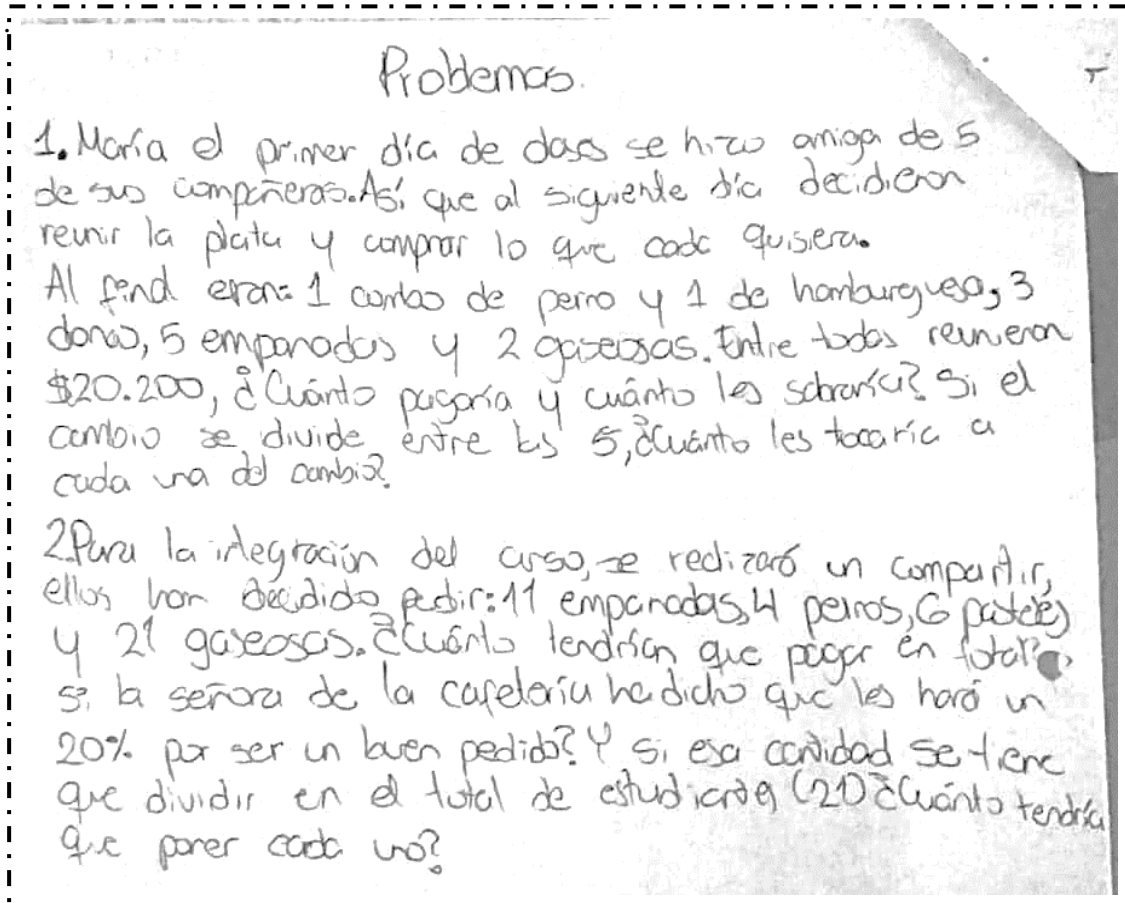 Problemas.
1. María el primer día de clases se hizo amiga de 5
de sus compañeras. Así que al siguiente día decidieron
reunir la plata y comprar lo que cada quisiera.
Al final eran: 1 combo de perro y 1 de hamburguesa, 3
donas, 5 empanadas y 2 gaseosas. Entre todas reunieron
$20.200, ¿Cuánto pagaría y cuánto les sobraría? Si el
cambio se divide entre las 5, ¿Cuánto les tocaría a
cada una del cambio?
2. Para la integración del curso, se realizará un compartir,
ellos han decidido pedir: 11 empanadas, 4 perros, 6 pasteles
y 21 gaseosas. ¿Cuánto tendrían que pagar en total?
si la señora de la cafetería ha dicho que les hará un
20% por ser un buen pedido? Y si esa cantidad se tiene
que dividir en el total de estudiantes (21) ¿Cuánto tendría
que poner cada uno?